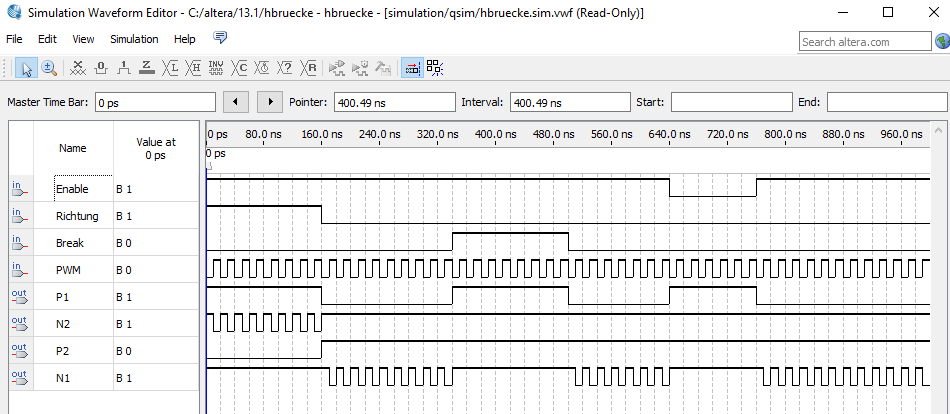 Simulation Waveform Editor - C:/altera/13.1/hbruecke - hbruecke - [simulation/qsim/hbruecke.sim.vwf (Read-Only)]
File Edit View Simulation Help
Search altera.com
Master Time Bar: 0 ps Pointer: 400.49 ns Interval: 400.49 ns Start: End:
Name Value at 0 ps
0 ps 80.0 ns 160.0 ns 240.0 ns 320.0 ns 400.0 ns 480.0 ns 560.0 ns 640.0 ns 720.0 ns 800.0 ns 880.0 ns 960.0 ns
0 ps
in Enable B 1
in Richtung B 1
in Break B 0
in PWM B 0
out P1 B 1
out N2 B 1
out P2 B 0
out N1 B 1